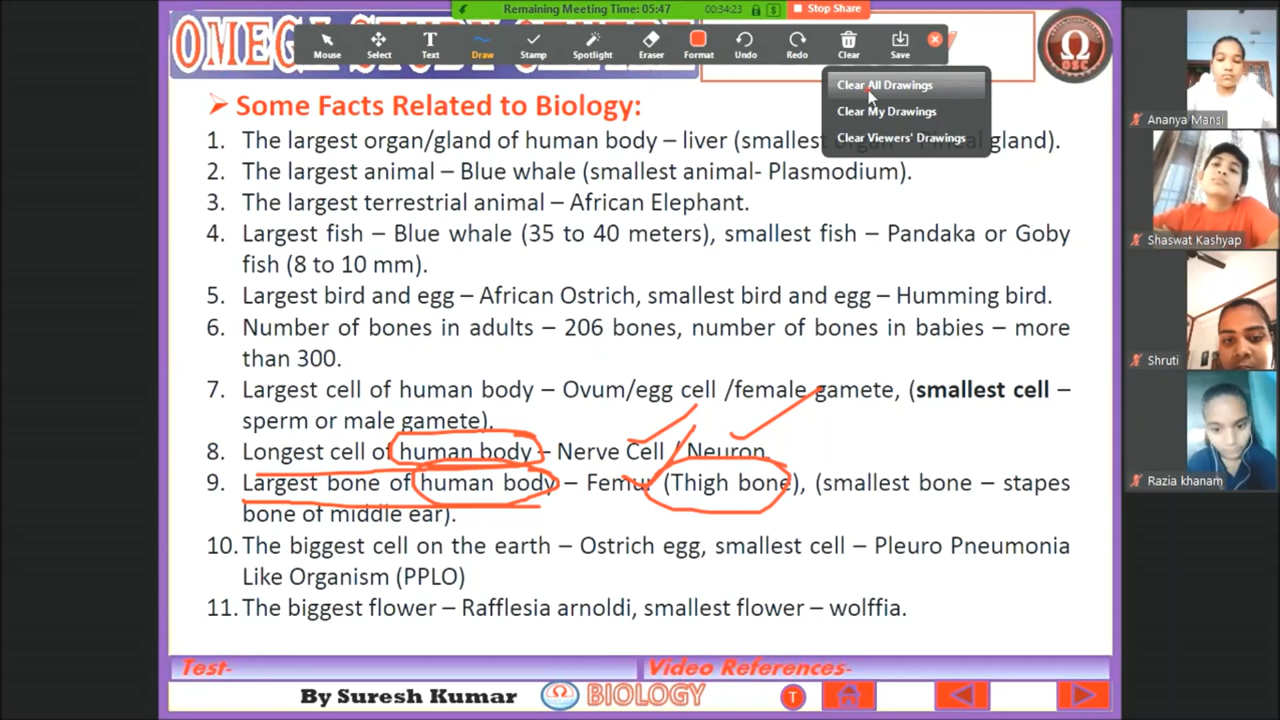 Remaining Meeting Time: 05:47
00:34:23
Stop Share
Mouse Select Text Draw Stamp Spotlight Eraser Format Undo Redo Clear Save
Clear All Drawings
Clear My Drawings
Clear Viewers' Drawings
OSC
Some Facts Related to Biology:
1. The largest organ/gland of human body – liver (smallest gland).
2. The largest animal – Blue whale (smallest animal- Plasmodium).
3. The largest terrestrial animal – African Elephant.
4. Largest fish – Blue whale (35 to 40 meters), smallest fish – Pandaka or Goby
fish (8 to 10 mm).
5. Largest bird and egg – African Ostrich, smallest bird and egg – Humming bird.
6. Number of bones in adults – 206 bones, number of bones in babies – more
than 300.
7. Largest cell of human body – Ovum/egg cell /female gamete, (smallest cell –
sperm or male gamete).
8. Longest cell of human body – Nerve Cell / Neuron.
9. Largest bone of human body – Femur (Thigh bone), (smallest bone – stapes
bone of middle ear).
10. The biggest cell on the earth – Ostrich egg, smallest cell – Pleuro Pneumonia
Like Organism (PPLO)
11. The biggest flower – Rafflesia arnoldi, smallest flower – wolffia.
Test-
Video References-
By Suresh Kumar
BIOLOGY
T
Ananya Mansi
Shaswat Kashyap
Shruti
Razia khanam